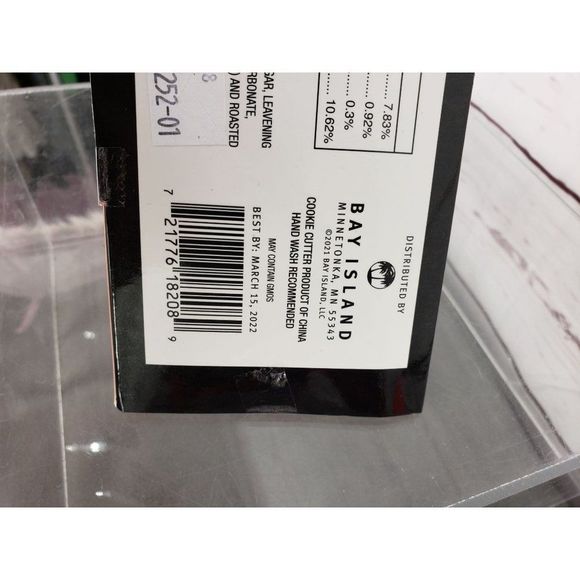 7.83%
0.92%
0.3%
10.62%
8
252-01
GAR, LEAVENING
RBONATE,
) AND ROASTED
DISTRIBUTED BY
BAY ISLAND
MINNETONKA, MN 55343
©2021 BAY ISLAND, LLC
COOKIE CUTTER PRODUCT OF CHINA
HAND WASH RECOMMENDED
MAY CONTAIN GMOS
BEST BY: MARCH 15, 2022
7 21776 18208 9